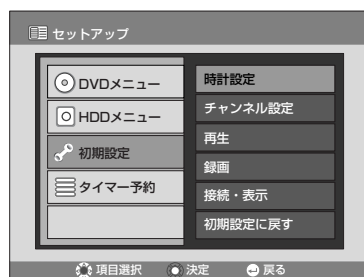 セットアップ
DVDメニュー
HDDメニュー
初期設定
タイマー予約
時計設定
チャンネル設定
再生
録画
接続・表示
初期設定に戻す
項目選択 決定 戻る